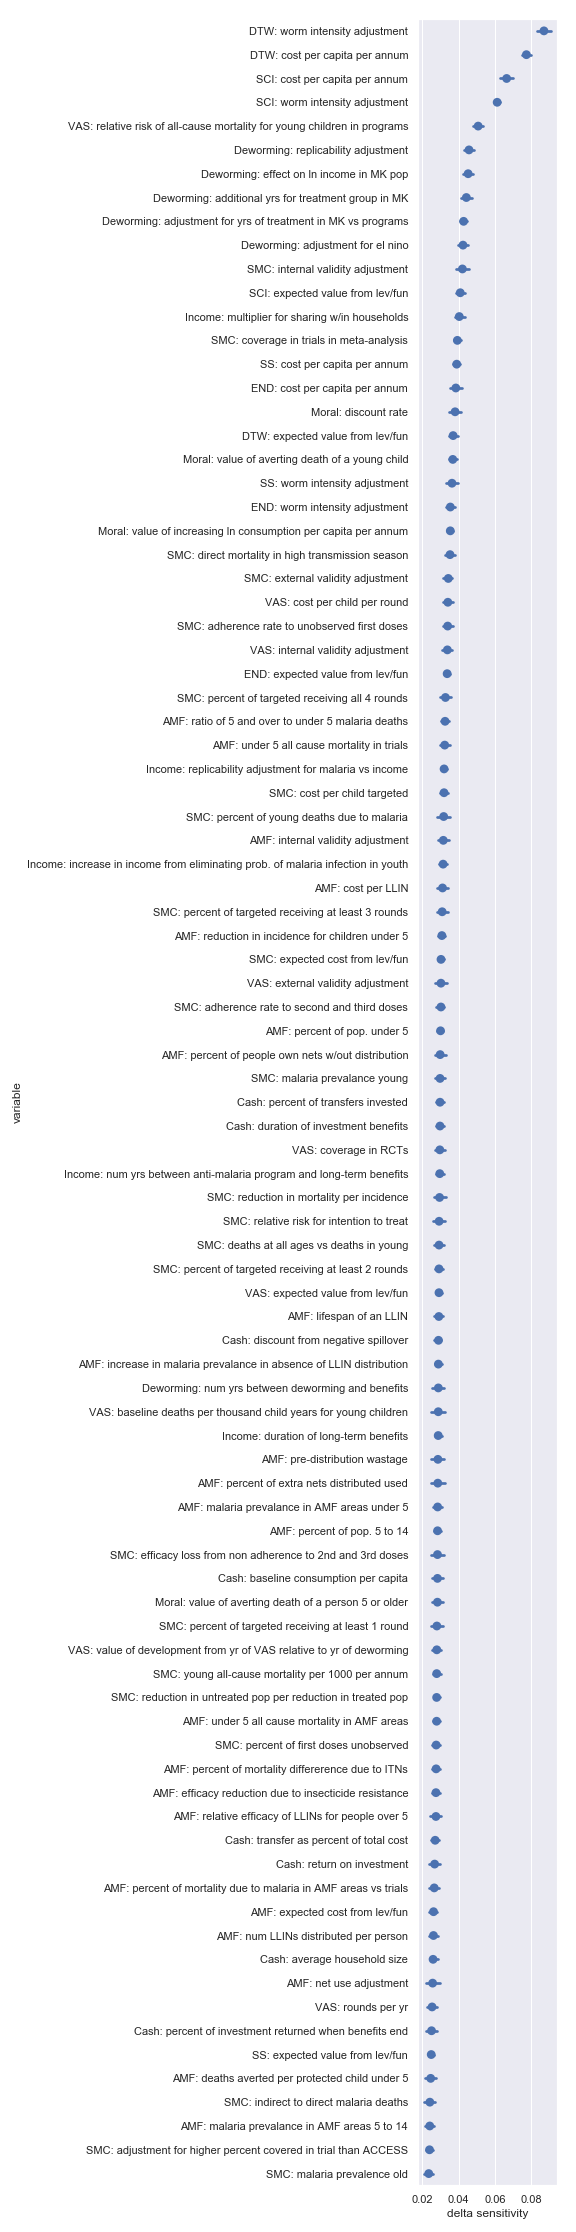 DTW: worm intensity adjustment
DTW: cost per capita per annum
SCI: cost per capita per annum
SCI: worm intensity adjustment
VAS: relative risk of all-cause mortality for young children in programs
Deworming: replicability adjustment
Deworming: effect on ln income in MK pop
Deworming: additional yrs for treatment group in MK
Deworming: adjustment for yrs of treatment in MK vs programs
Deworming: adjustment for el nino
SMC: internal validity adjustment
SCI: expected value from lev/fun
Income: multiplier for sharing w/in households
SMC: coverage in trials in meta-analysis
SS: cost per capita per annum
END: cost per capita per annum
Moral: discount rate
DTW: expected value from lev/fun
Moral: value of averting death of a young child
SS: worm intensity adjustment
END: worm intensity adjustment
Moral: value of increasing ln consumption per capita per annum
SMC: direct mortality in high transmission season
SMC: external validity adjustment
VAS: cost per child per round
SMC: adherence rate to unobserved first doses
VAS: internal validity adjustment
END: expected value from lev/fun
SMC: percent of targeted receiving all 4 rounds
AMF: ratio of 5 and over to under 5 malaria deaths
AMF: under 5 all cause mortality in trials
Income: replicability adjustment for malaria vs income
SMC: cost per child targeted
SMC: percent of young deaths due to malaria
AMF: internal validity adjustment
Income: increase in income from eliminating prob. of malaria infection in youth
AMF: cost per LLIN
SMC: percent of targeted receiving at least 3 rounds
AMF: reduction in incidence for children under 5
SMC: expected cost from lev/fun
VAS: external validity adjustment
SMC: adherence rate to second and third doses
AMF: percent of pop. under 5
AMF: percent of people own nets w/out distribution
SMC: malaria prevalance young
Cash: percent of transfers invested
Cash: duration of investment benefits
VAS: coverage in RCTs
Income: num yrs between anti-malaria program and long-term benefits
SMC: reduction in mortality per incidence
SMC: relative risk for intention to treat
SMC: deaths at all ages vs deaths in young
SMC: percent of targeted receiving at least 2 rounds
VAS: expected value from lev/fun
AMF: lifespan of an LLIN
Cash: discount from negative spillover
AMF: increase in malaria prevalance in absence of LLIN distribution
Deworming: num yrs between deworming and benefits
VAS: baseline deaths per thousand child years for young children
Income: duration of long-term benefits
AMF: pre-distribution wastage
AMF: percent of extra nets distributed used
AMF: malaria prevalance in AMF areas under 5
AMF: percent of pop. 5 to 14
SMC: efficacy loss from non adherence to 2nd and 3rd doses
Cash: baseline consumption per capita
Moral: value of averting death of a person 5 or older
SMC: percent of targeted receiving at least 1 round
VAS: value of development from yr of VAS relative to yr of deworming
SMC: young all-cause mortality per 1000 per annum
SMC: reduction in untreated pop per reduction in treated pop
AMF: under 5 all cause mortality in AMF areas
SMC: percent of first doses unobserved
AMF: percent of mortality differerence due to ITNs
AMF: efficacy reduction due to insecticide resistance
AMF: relative efficacy of LLINs for people over 5
Cash: transfer as percent of total cost
Cash: return on investment
AMF: percent of mortality due to malaria in AMF areas vs trials
AMF: expected cost from lev/fun
AMF: num LLINs distributed per person
Cash: average household size
AMF: net use adjustment
VAS: rounds per yr
Cash: percent of investment returned when benefits end
SS: expected value from lev/fun
AMF: deaths averted per protected child under 5
SMC: indirect to direct malaria deaths
AMF: malaria prevalance in AMF areas 5 to 14
SMC: adjustment for higher percent covered in trial than ACCESS
SMC: malaria prevalence old
variable
0.02 0.04 0.06 0.08
delta sensitivity